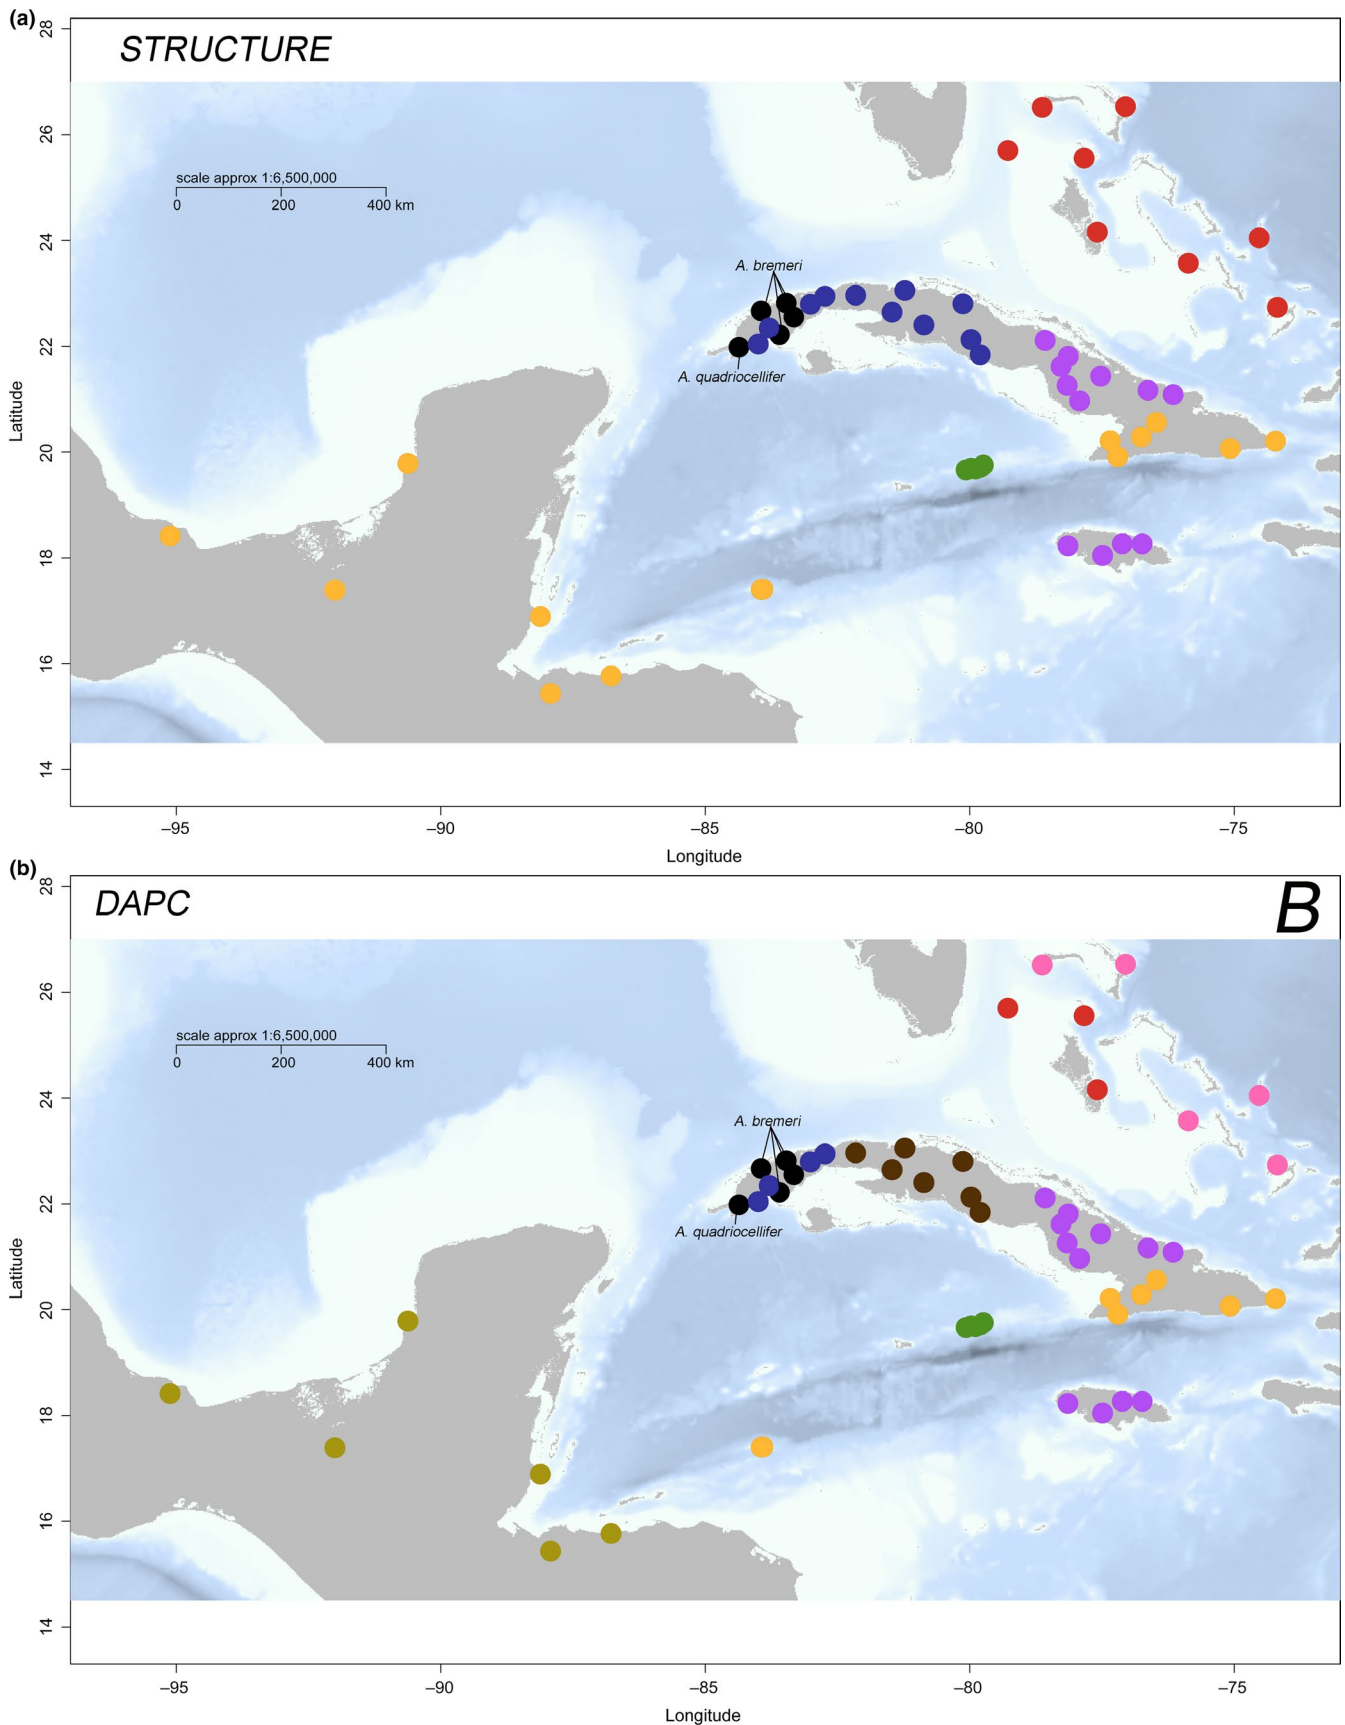 (a)
STRUCTURE
28
26
24
22
20
18
16
14
Latitude
scale approx 1:6,500,000
0 200 400 km
A. bremeri
A. quadriocellifer
–95 –90 –85 –80 –75
Longitude
(b)
DAPC
B
28
26
24
22
20
18
16
14
Latitude
scale approx 1:6,500,000
0 200 400 km
A. bremeri
A. quadriocellifer
–95 –90 –85 –80 –75
Longitude